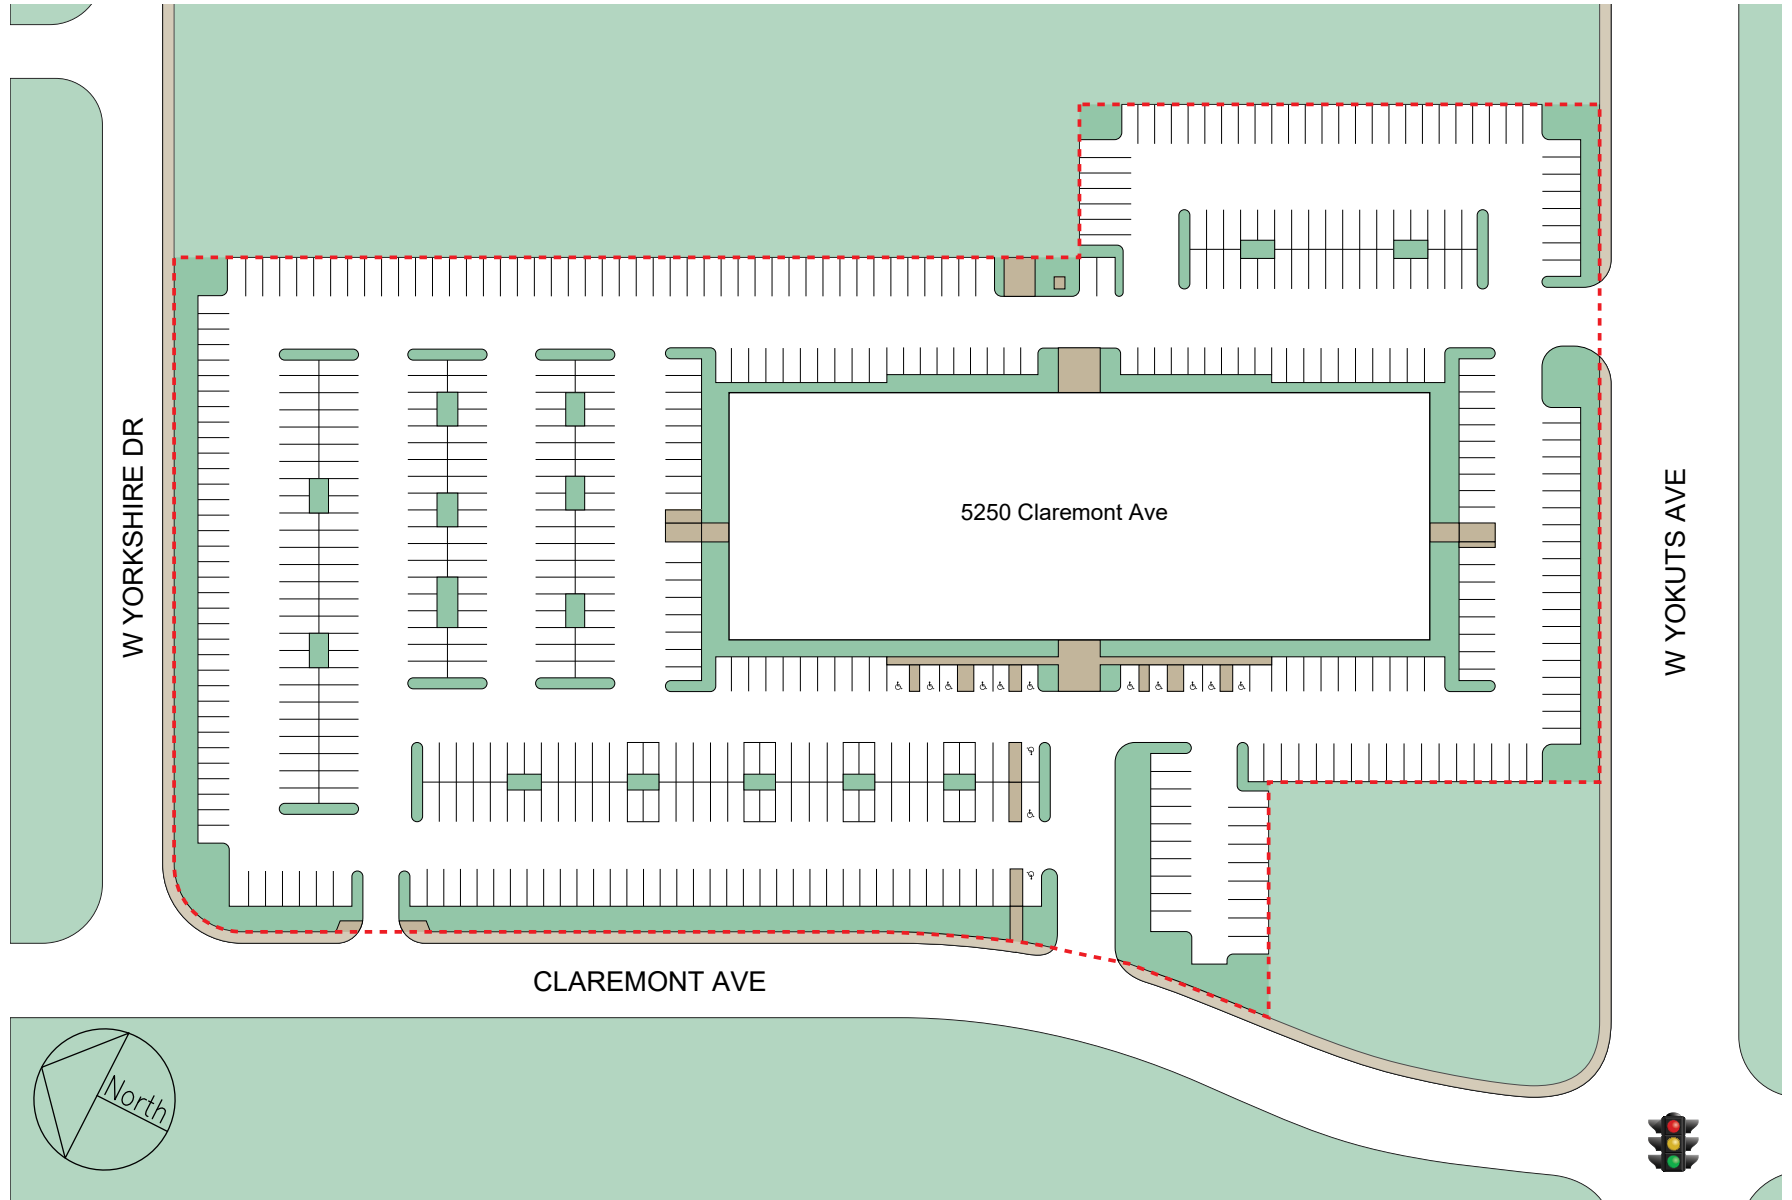 5250 Claremont Ave
W YORKSHIRE DR
W YOKUTS AVE
CLAREMONT AVE
North